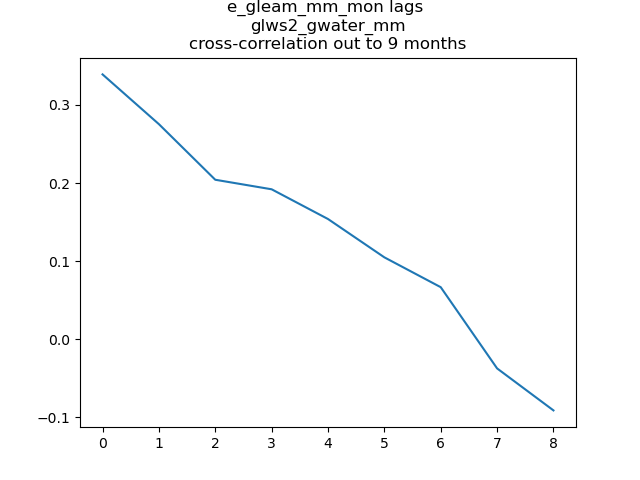 e_gleam_mm_mon lags
glws2_gwater_mm
cross-correlation out to 9 months
0.3
0.2
0.1
0.0
−0.1
0 1 2 3 4 5 6 7 8